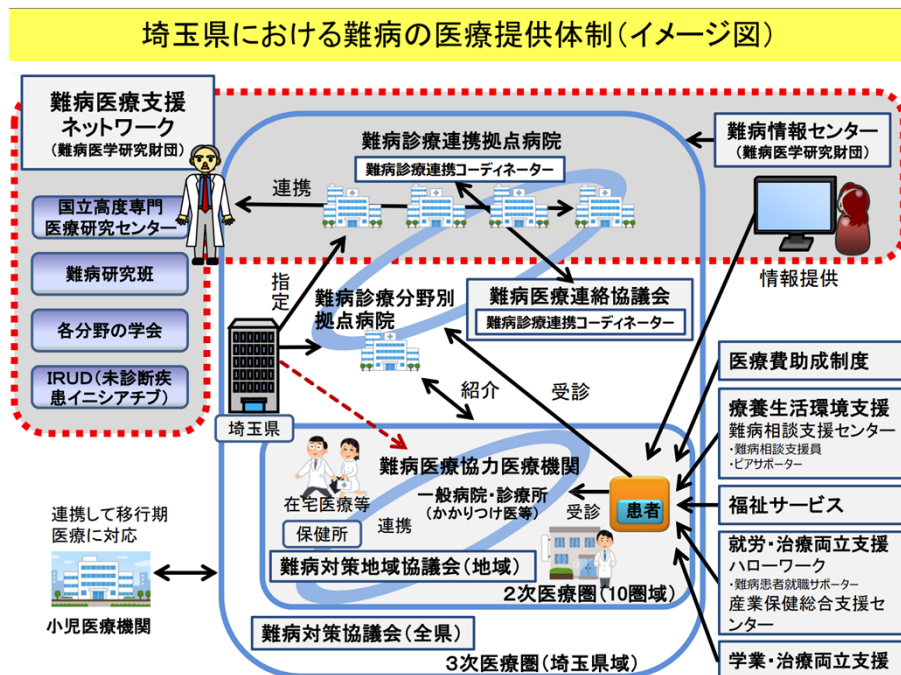 埼玉県における難病の医療提供体制(イメージ図)
難病医療支援
ネットワーク
(難病医学研究財団)
国立高度専門
医療研究センター
難病研究班
各分野の学会
IRUD(未診断疾
患イニシアチブ)
難病診療連携拠点病院
難病診療連携コーディネーター
連携
難病情報センター
(難病医学研究財団)
情報提供
指定
難病診療分野別
拠点病院
難病医療連絡協議会
難病診療連携コーディネーター
埼玉県
紹介
受診
難病医療協力医療機関
一般病院・診療所
(かかりつけ医等)
在宅医療等
保健所
連携
受診
患者
難病対策地域協議会(地域)
2次医療圏(10圏域)
難病対策協議会(全県)
3次医療圏(埼玉県域)
連携して移行期
医療に対応
小児医療機関
医療費助成制度
療養生活環境支援
難病相談支援センター
・難病相談支援員
・ピアサポーター
福祉サービス
就労・治療両立支援
ハローワーク
・難病患者就職サポーター
産業保健総合支援セ
ンター
学業・治療両立支援